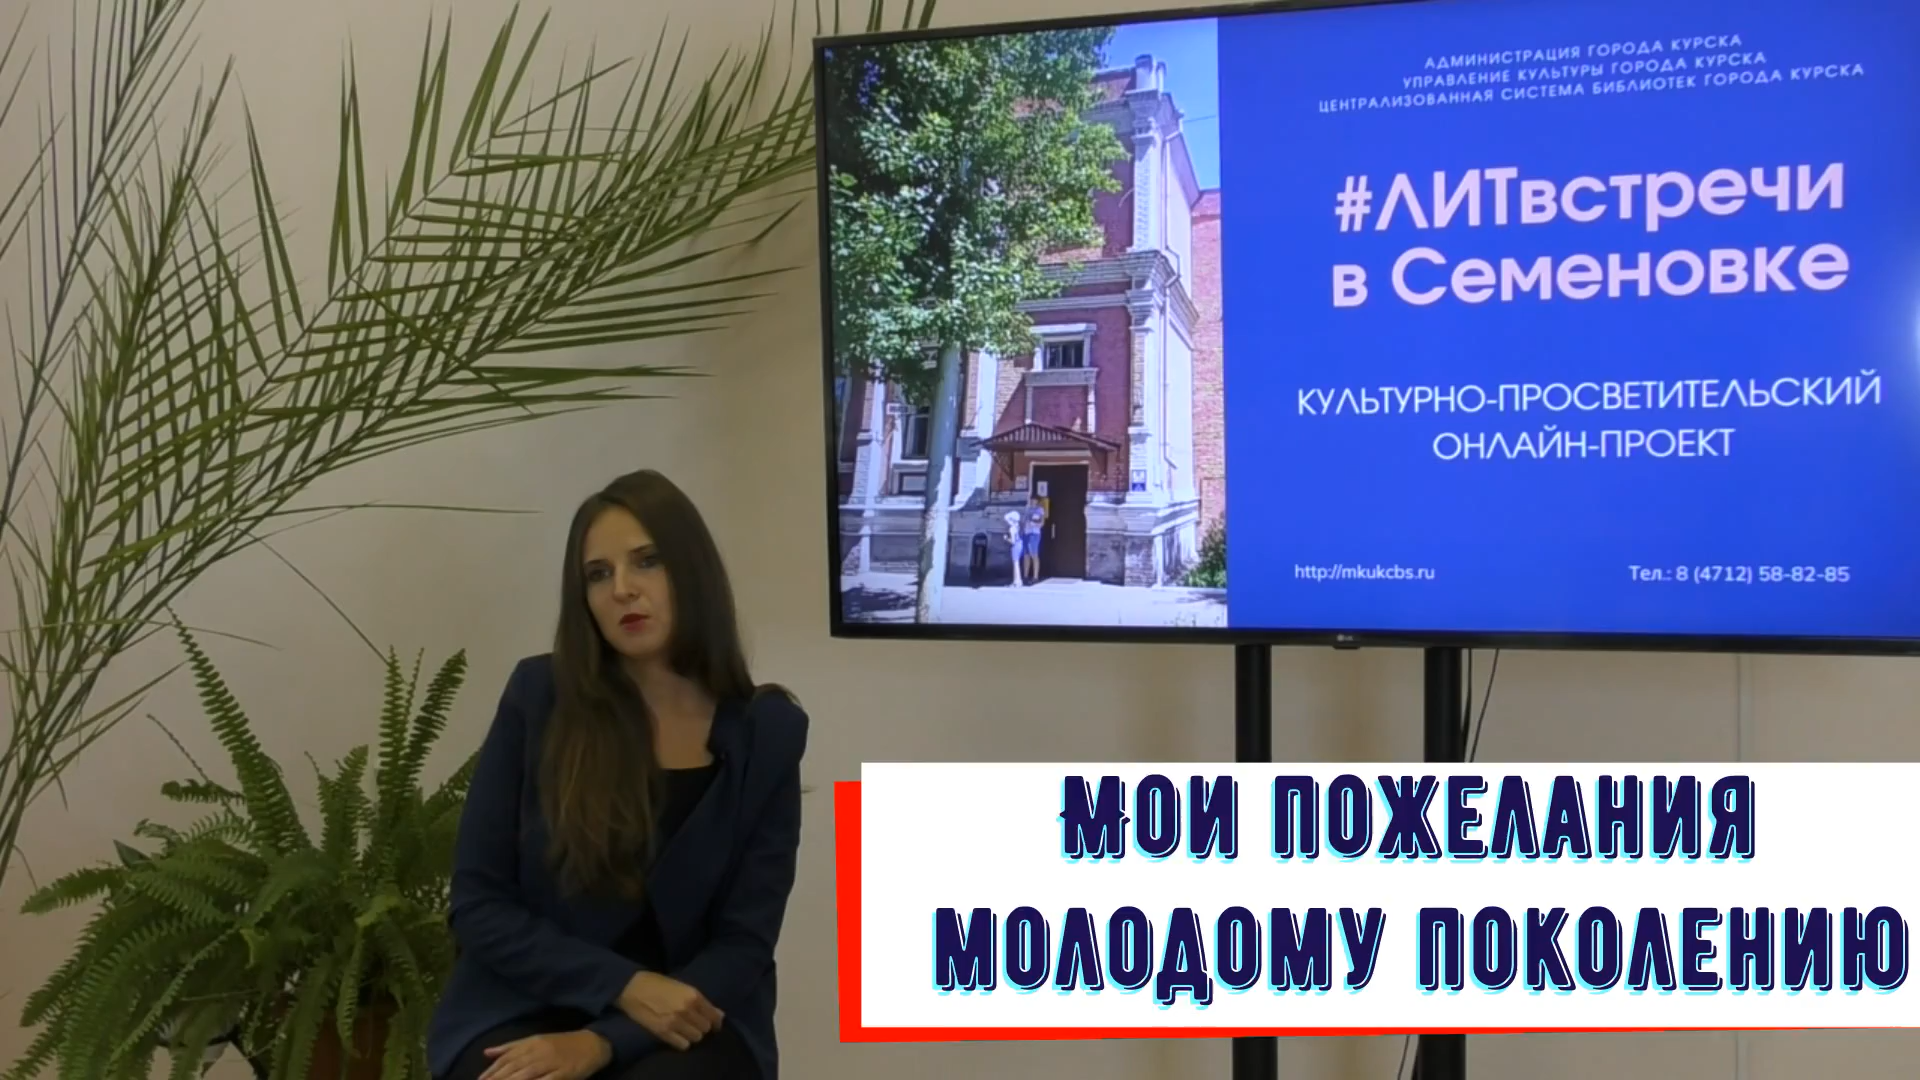 АДМИНИСТРАЦИЯ ГОРОДА КУРСКА
УПРАВЛЕНИЕ КУЛЬТУРЫ ГОРОДА КУРСКА
ЦЕНТРАЛИЗОВАННАЯ СИСТЕМА БИБЛИОТЕК ГОРОДА КУРСКА
#ЛИТвстречи
в Семеновке
КУЛЬТУРНО-ПРОСВЕТИТЕЛЬСКИЙ
ОНЛАЙН-ПРОЕКТ
http://mkukcbs.ru
Тел.: 8 (4712) 58-82-85
LG
Мои пожелания
молодому поколению